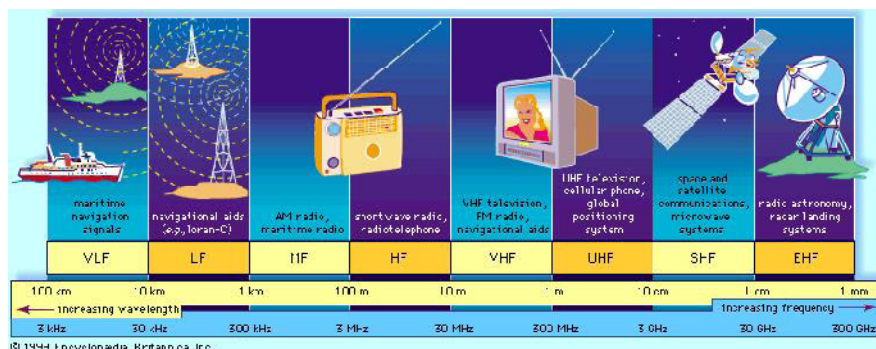 maritime
navigation
signals
navigational aids
(e.g., loran-C)
AM radio,
maritime radio
shortwave radio,
radiotelephone
VHF television,
FM radio,
navigational aids
UHF television,
cellular phone,
global
positioning
system
space and
satellite
communications,
microwave
systems
radio astronomy,
radar landing
systems
VLF LF MF HF VHF UHF SHF EHF
100 km 10 km 1 km 100 m 10 m 1 m 10 cm 1 cm 1 mm
increasing wavelength increasing frequency
3 kHz 30 kHz 300 kHz 3 MHz 30 MHz 300 MHz 3 GHz 30 GHz 300 GHz
Encyclopædia Britannica, Inc.